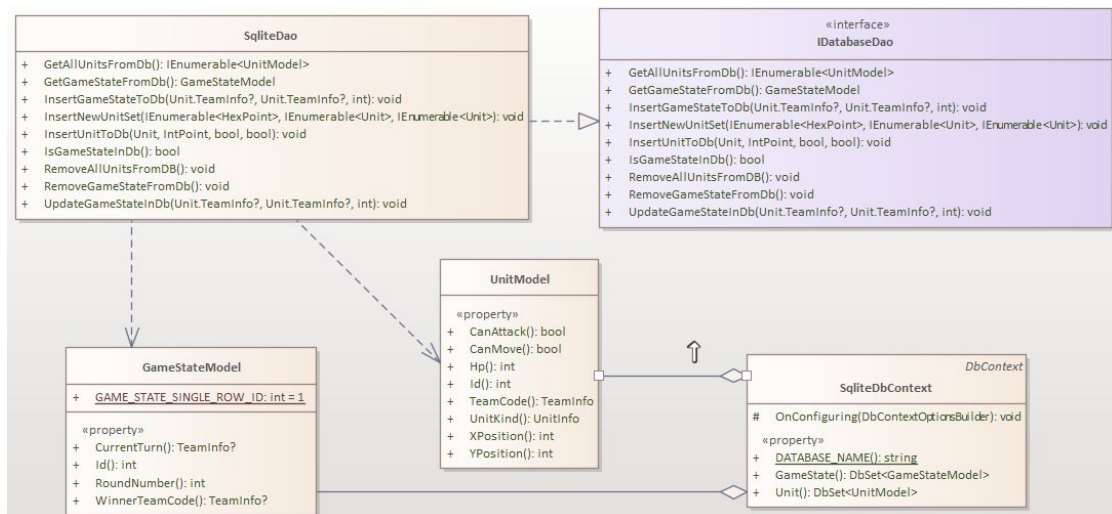 SqliteDao
+ GetAllUnitsFromDb(): IEnumerable<UnitModel>
+ GetGameStateFromDb(): GameStateModel
+ InsertGameStateToDb(Unit.TeamInfo?, Unit.TeamInfo?, int): void
+ InsertNewUnitSet(IEnumerable<HexPoint>, IEnumerable<Unit>, IEnumerable<Unit>): void
+ InsertUnitToDb(Unit, IntPoint, bool, bool): void
+ IsGameStateInDb(): bool
+ RemoveAllUnitsFromDB(): void
+ RemoveGameStateFromDb(): void
+ UpdateGameStateInDb(Unit.TeamInfo?, Unit.TeamInfo?, int): void
«interface»
IDatabaseDao
+ GetAllUnitsFromDb(): IEnumerable<UnitModel>
+ GetGameStateFromDb(): GameStateModel
+ InsertGameStateToDb(Unit.TeamInfo?, Unit.TeamInfo?, int): void
+ InsertNewUnitSet(IEnumerable<HexPoint>, IEnumerable<Unit>, IEnumerable<Unit>): void
+ InsertUnitToDb(Unit, IntPoint, bool, bool): void
+ IsGameStateInDb(): bool
+ RemoveAllUnitsFromDB(): void
+ RemoveGameStateFromDb(): void
+ UpdateGameStateInDb(Unit.TeamInfo?, Unit.TeamInfo?, int): void
UnitModel
«property»
+ CanAttack(): bool
+ CanMove(): bool
+ Hp(): int
+ Id(): int
+ TeamCode(): TeamInfo
+ UnitKind(): UnitInfo
+ XPosition(): int
+ YPosition(): int
GameStateModel
+ GAME_STATE_SINGLE_ROW_ID: int = 1
«property»
+ CurrentTurn(): TeamInfo?
+ Id(): int
+ RoundNumber(): int
+ WinnerTeamCode(): TeamInfo?
DbContext
SqliteDbContext
# OnConfiguring(DbContextOptionsBuilder): void
«property»
+ DATABASE_NAME(): string
+ GameState(): DbSet<GameStateModel>
+ Unit(): DbSet<UnitModel>